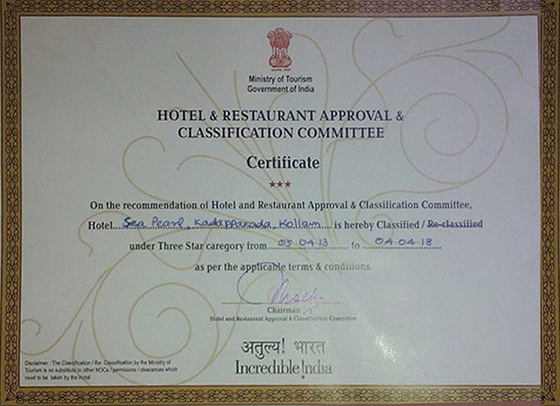 Ministry of Tourism
Government of India
HOTEL & RESTAURANT APPROVAL &
CLASSIFICATION COMMITTEE
Certificate
★★★
On the recommendation of Hotel and Restaurant Approval & Classification Committee,
Hotel....Sea Pearl, Kadapparada, Kollam....is hereby Classified / Re-classified
under Three Star caregory from....05.04.13....to....04.04.18....
as per the applicable terms & conditions.
Chairman
Hotel and Restaurant Approval & Classification Committee
अतुल्य! भारत
Incredible !ndia
Disclaimer : The Classification / Re- Classification by the Ministry of
Tourism is no substitute to other NOCs / permissions / clearances which
need to be taken by the Hotel